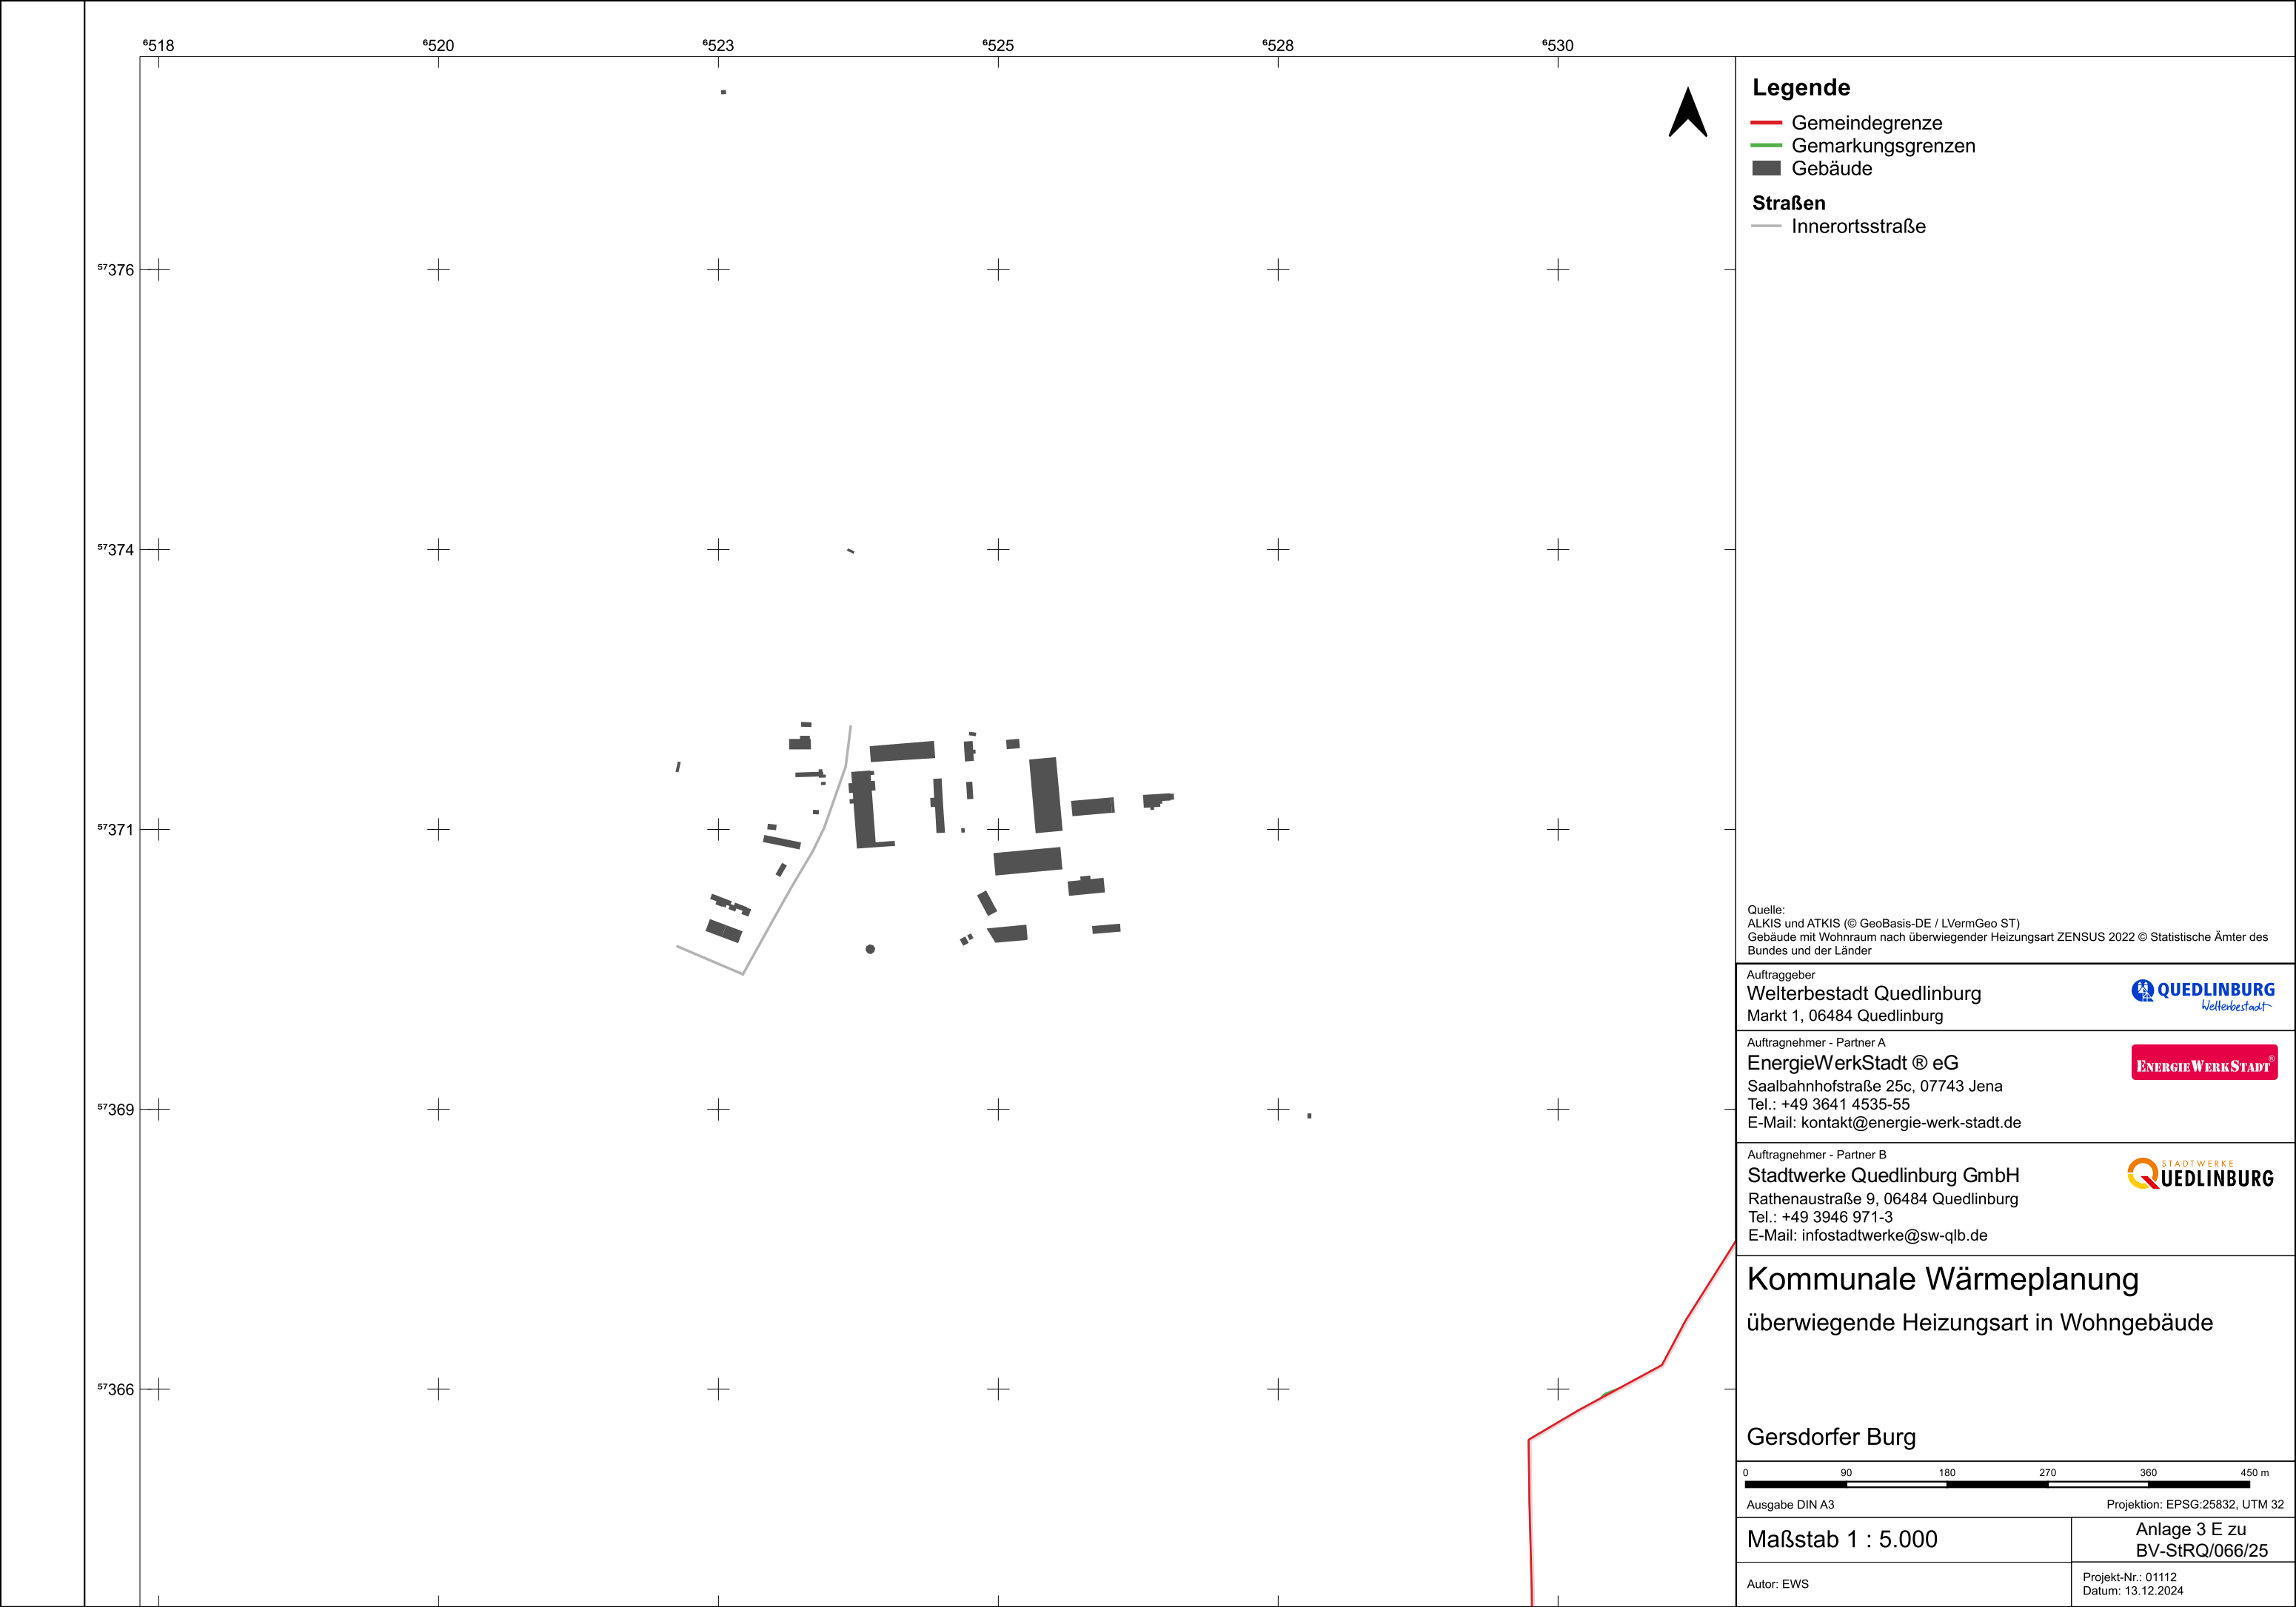 ⁶518 ⁶520 ⁶523 ⁶525 ⁶528 ⁶530
⁵⁷376
⁵⁷374
⁵⁷371
⁵⁷369
⁵⁷366
Legende
Gemeindegrenze
Gemarkungsgrenzen
Gebäude
Straßen
Innerortsstraße
Quelle:
ALKIS und ATKIS (© GeoBasis-DE / LVermGeo ST)
Gebäude mit Wohnraum nach überwiegender Heizungsart ZENSUS 2022 © Statistische Ämter des
Bundes und der Länder
Auftraggeber
Welterbestadt Quedlinburg
Markt 1, 06484 Quedlinburg
QUEDLINBURG
Welterbestadt
Auftragnehmer - Partner A
EnergieWerkStadt ® eG
Saalbahnhofstraße 25c, 07743 Jena
Tel.: +49 3641 4535-55
E-Mail: kontakt@energie-werk-stadt.de
ENERGIEWERKSTADT®
Auftragnehmer - Partner B
Stadtwerke Quedlinburg GmbH
Rathenaustraße 9, 06484 Quedlinburg
Tel.: +49 3946 971-3
E-Mail: infostadtwerke@sw-qlb.de
STADTWERKE
QUEDLINBURG
Kommunale Wärmeplanung
überwiegende Heizungsart in Wohngebäude
Gersdorfer Burg
0 90 180 270 360 450 m
Ausgabe DIN A3 Projektion: EPSG:25832, UTM 32
Maßstab 1 : 5.000
Anlage 3 E zu
BV-StRQ/066/25
Autor: EWS
Projekt-Nr.: 01112
Datum: 13.12.2024